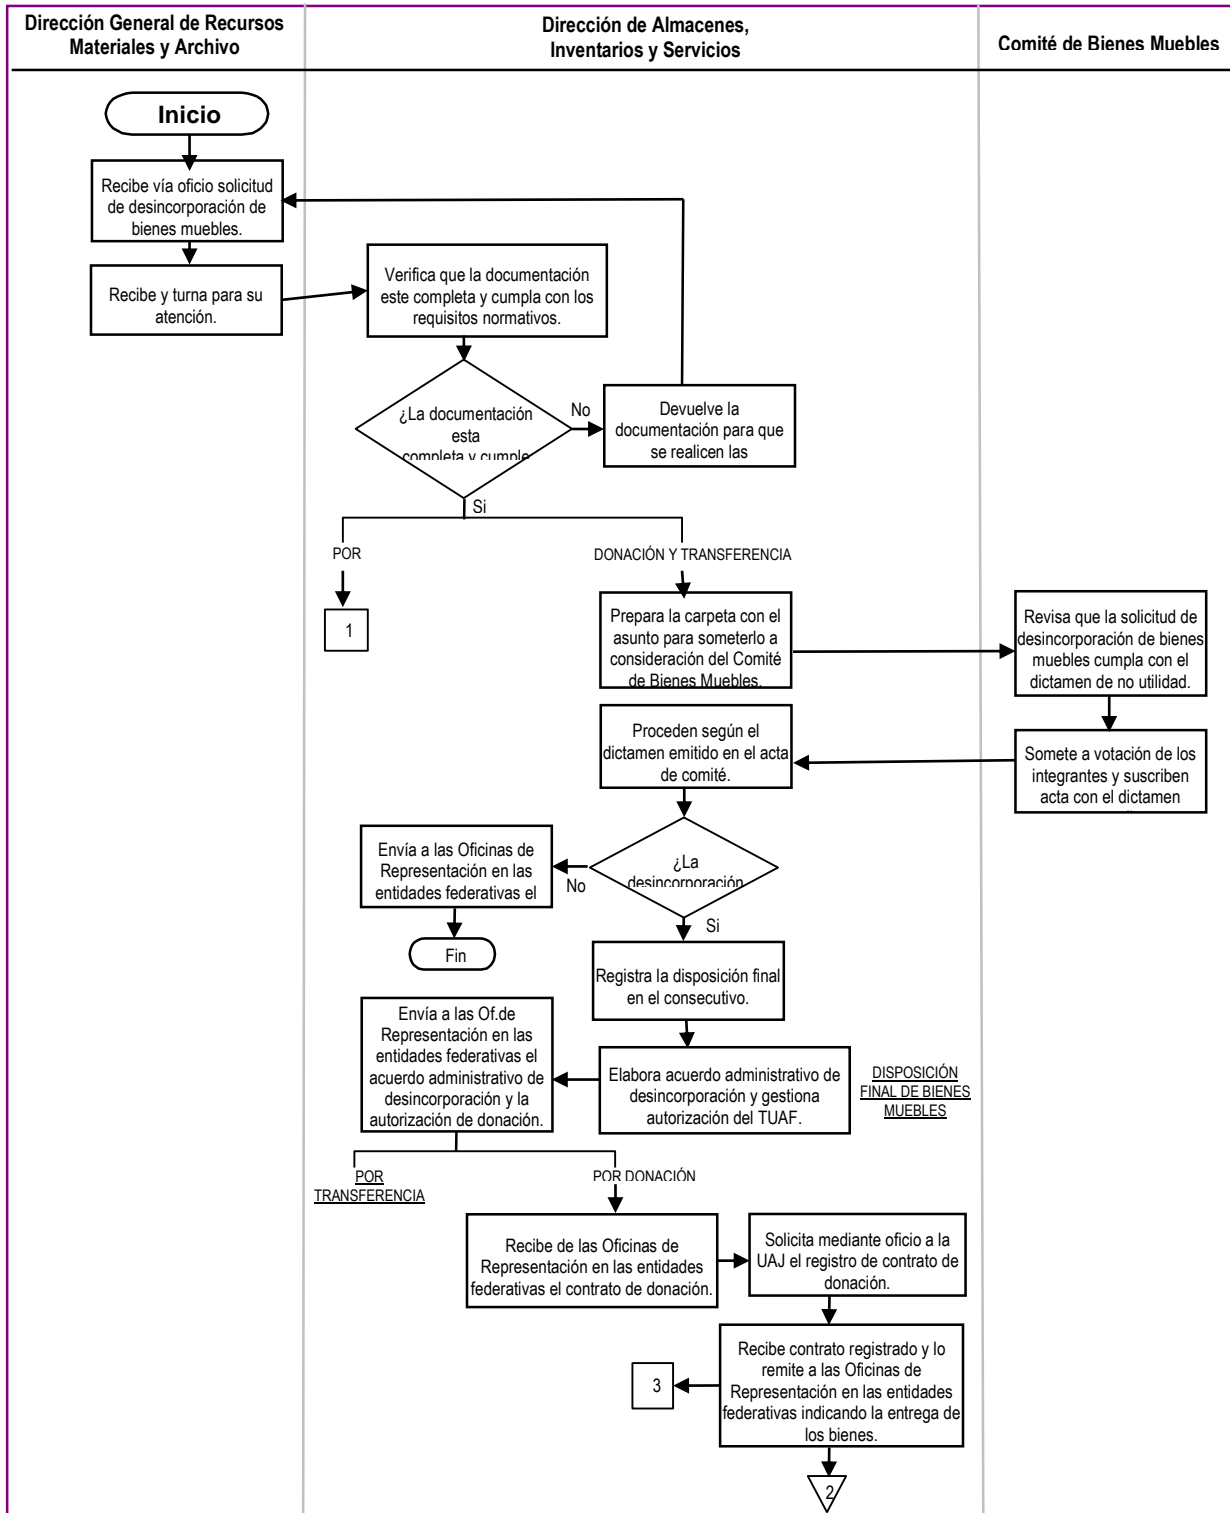 Dirección General de Recursos
Materiales y Archivo
Dirección de Almacenes,
Inventarios y Servicios
Comité de Bienes Muebles
Inicio
Recibe vía oficio solicitud
de desincorporación de
bienes muebles.
Recibe y turna para su
atención.
Verifica que la documentación
este completa y cumpla con los
requisitos normativos.
¿La documentación
esta
completa y cumple
No
Devuelve la
documentación para que
se realicen las
Si
POR
DONACIÓN Y TRANSFERENCIA
1
Prepara la carpeta con el
asunto para someterlo a
consideración del Comité
de Bienes Muebles.
Revisa que la solicitud de
desincorporación de bienes
muebles cumpla con el
dictamen de no utilidad.
Proceden según el
dictamen emitido en el acta
de comité.
Somete a votación de los
integrantes y suscriben
acta con el dictamen
¿La
desincorporación
No
Envía a las Oficinas de
Representación en las
entidades federativas el
Fin
Si
Registra la disposición final
en el consecutivo.
Elabora acuerdo administrativo de
desincorporación y gestiona
autorización del TUAF.
DISPOSICIÓN
FINAL DE BIENES
MUEBLES
Envía a las Of.de
Representación en las
entidades federativas el
acuerdo administrativo de
desincorporación y la
autorización de donación.
POR
TRANSFERENCIA
POR DONACIÓN
Recibe de las Oficinas de
Representación en las entidades
federativas el contrato de donación.
Solicita mediante oficio a la
UAJ el registro de contrato de
donación.
Recibe contrato registrado y lo
remite a las Oficinas de
Representación en las entidades
federativas indicando la entrega de
los bienes.
3
2